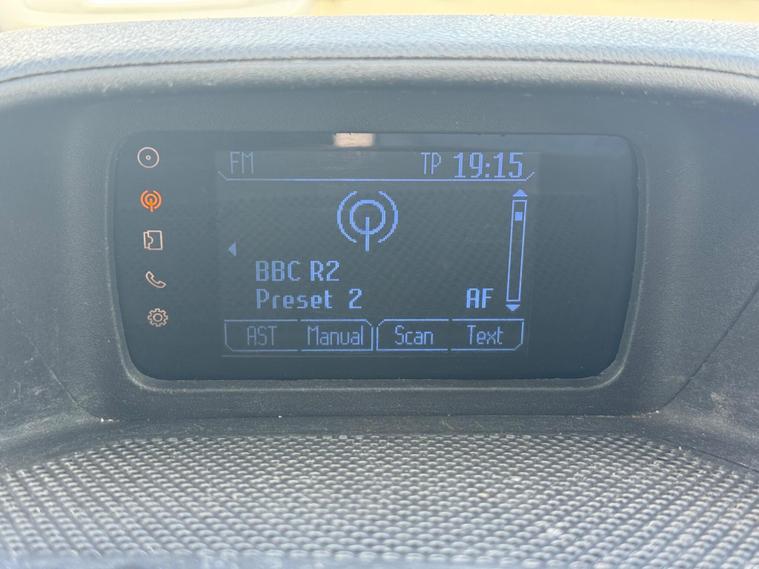 FM TP 19:15
BBC R2
Preset 2 AF
AST Manual Scan Text